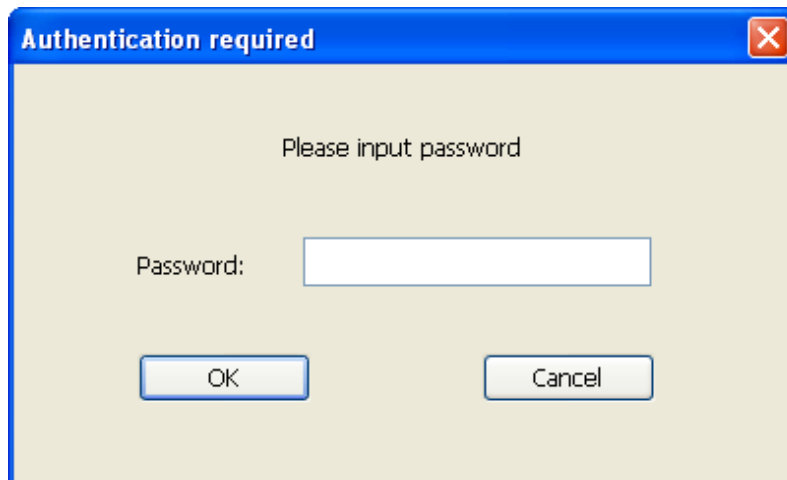 Authentication required
Please input password
Password:
OK Cancel